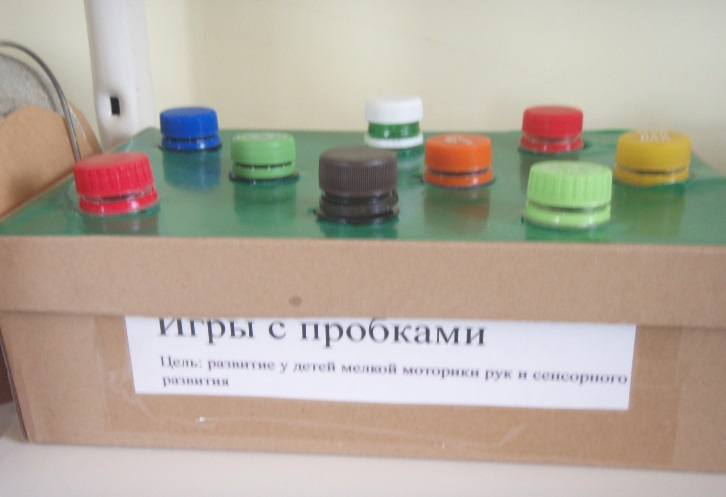 Игры с пробками
Цель: развитие у детей мелкой моторики рук и сенсорного
развития